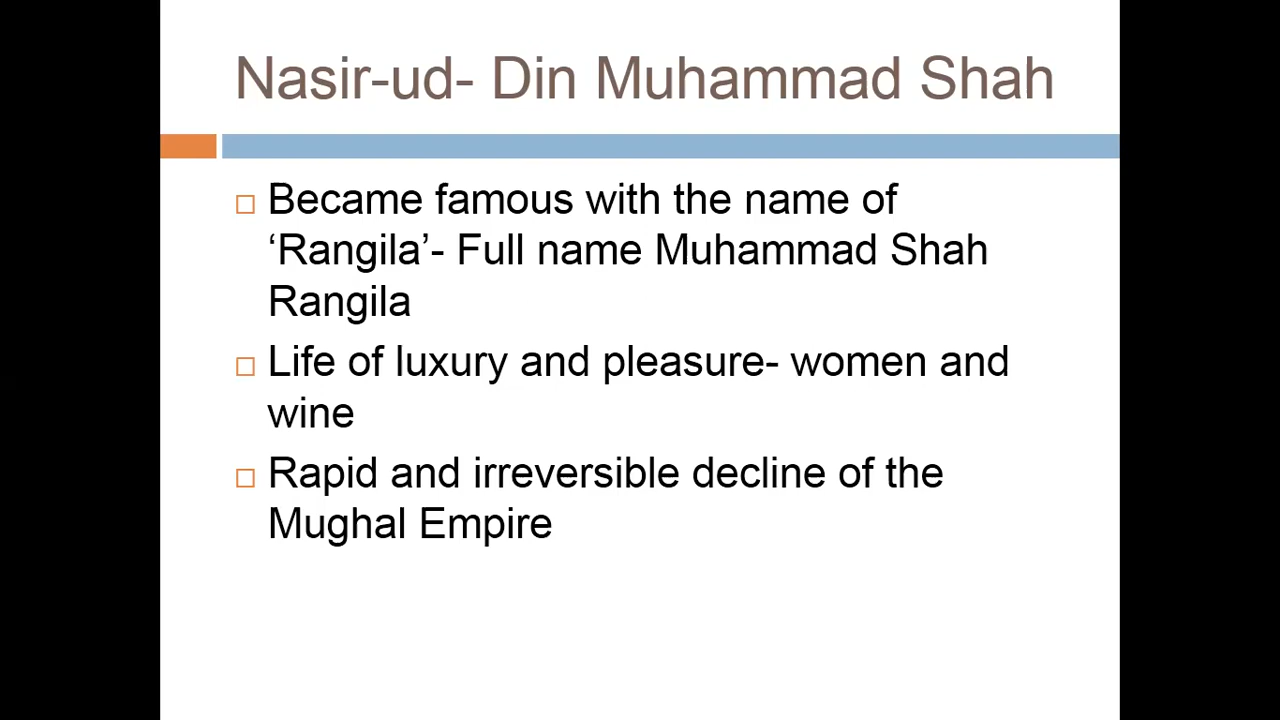 Nasir-ud- Din Muhammad Shah
Became famous with the name of
‘Rangila’- Full name Muhammad Shah
Rangila
Life of luxury and pleasure- women and
wine
Rapid and irreversible decline of the
Mughal Empire